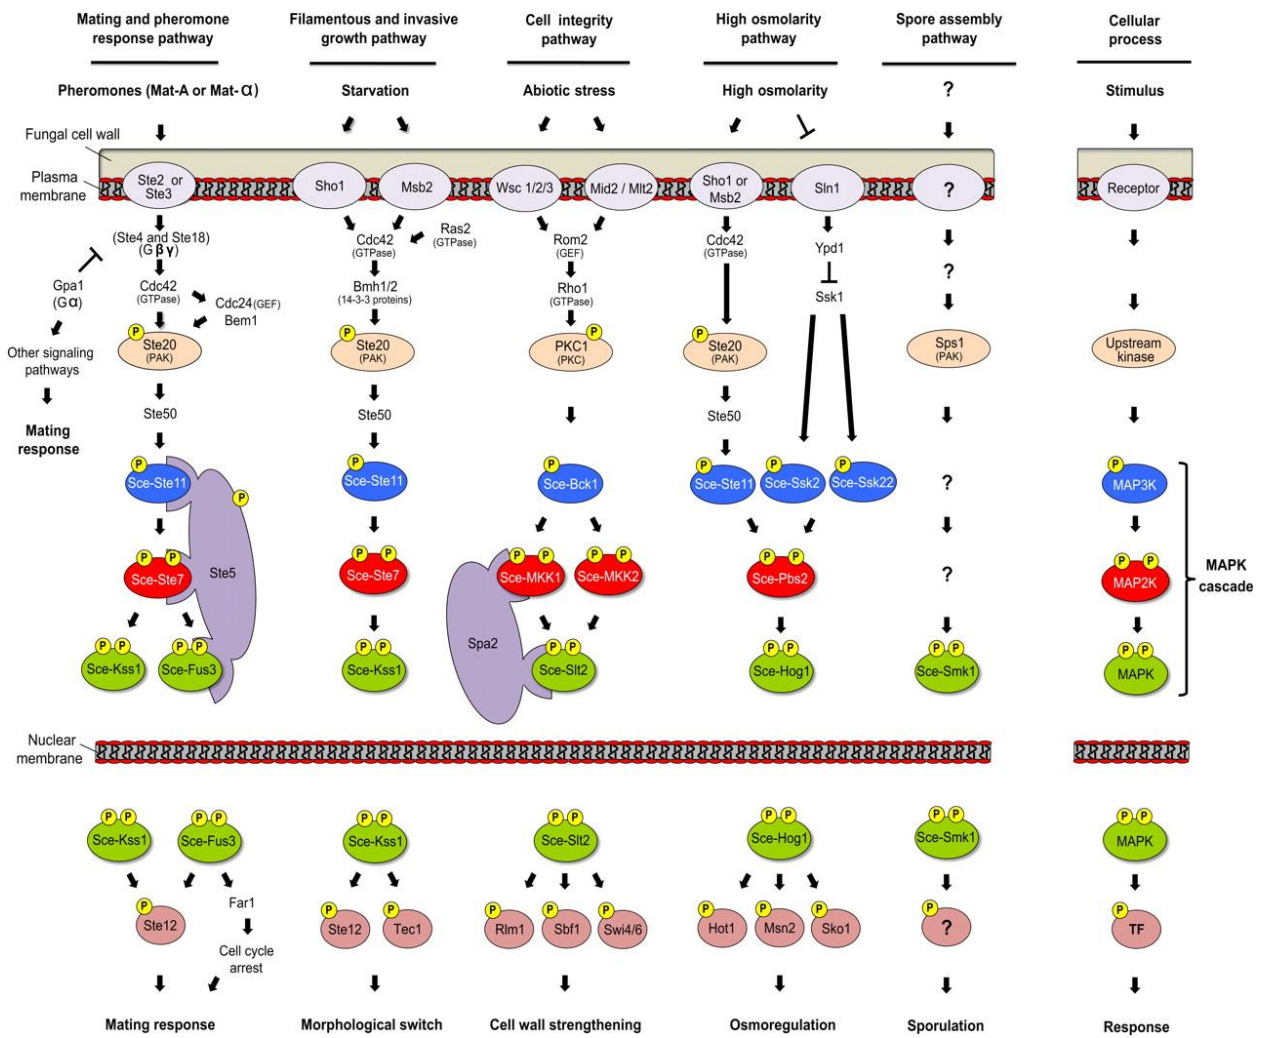 Mating and pheromone
response pathway
Filamentous and invasive
growth pathway
Cell integrity
pathway
High osmolarity
pathway
Spore assembly
pathway
Cellular
process
Pheromones (Mat-A or Mat-α)
Starvation
Abiotic stress
High osmolarity
?
Stimulus
Fungal cell wall
Plasma
membrane
Ste2 or
Ste3
Sho1
Msb2
Wsc 1/2/3
Mid2 / Mlt2
Sho1 or
Msb2
Sln1
?
Receptor
(Ste4 and Ste18)
(G βγ)
Gpa1
(Gα)
Other signaling
pathways
Mating
response
Cdc42
(GTPase)
Cdc24 (GEF)
Bem1
P
Ste20
(PAK)
Ste50
Cdc42
(GTPase)
Ras2
(GTPase)
Bmh1/2
(14-3-3 proteins)
P
Ste20
(PAK)
Ste50
Rom2
(GEF)
Rho1
(GTPase)
P
PKC1
(PKC)
Cdc42
(GTPase)
P
Ste20
(PAK)
Ste50
Ypd1
Ssk1
?
Sps1
(PAK)
Upstream
kinase
P
Sce-Ste11
P
Ste5
P
Sce-Ste11
P
Sce-Bck1
P
Sce-Ste11
P
Sce-Ssk2
P
Sce-Ssk22
?
P
MAP3K
P P
Sce-Ste7
P P
Sce-Ste7
P P
Sce-MKK1
P P
Sce-MKK2
P P
Sce-Pbs2
?
P P
MAP2K
MAPK
cascade
Spa2
P P
Sce-Kss1
P P
Sce-Fus3
P P
Sce-Kss1
P P
Sce-Slt2
P P
Sce-Hog1
P P
Sce-Smk1
P P
MAPK
Nuclear
membrane
P P
Sce-Kss1
P P
Sce-Fus3
P P
Sce-Kss1
P P
Sce-Slt2
P P
Sce-Hog1
P P
Sce-Smk1
P P
MAPK
P
Ste12
Far1
Cell cycle
arrest
P
Ste12
P
Tec1
P
Rlm1
P
Sbf1
P
Swi4/6
P
Hot1
P
Msn2
P
Sko1
P
?
P
TF
Mating response
Morphological switch
Cell wall strengthening
Osmoregulation
Sporulation
Response